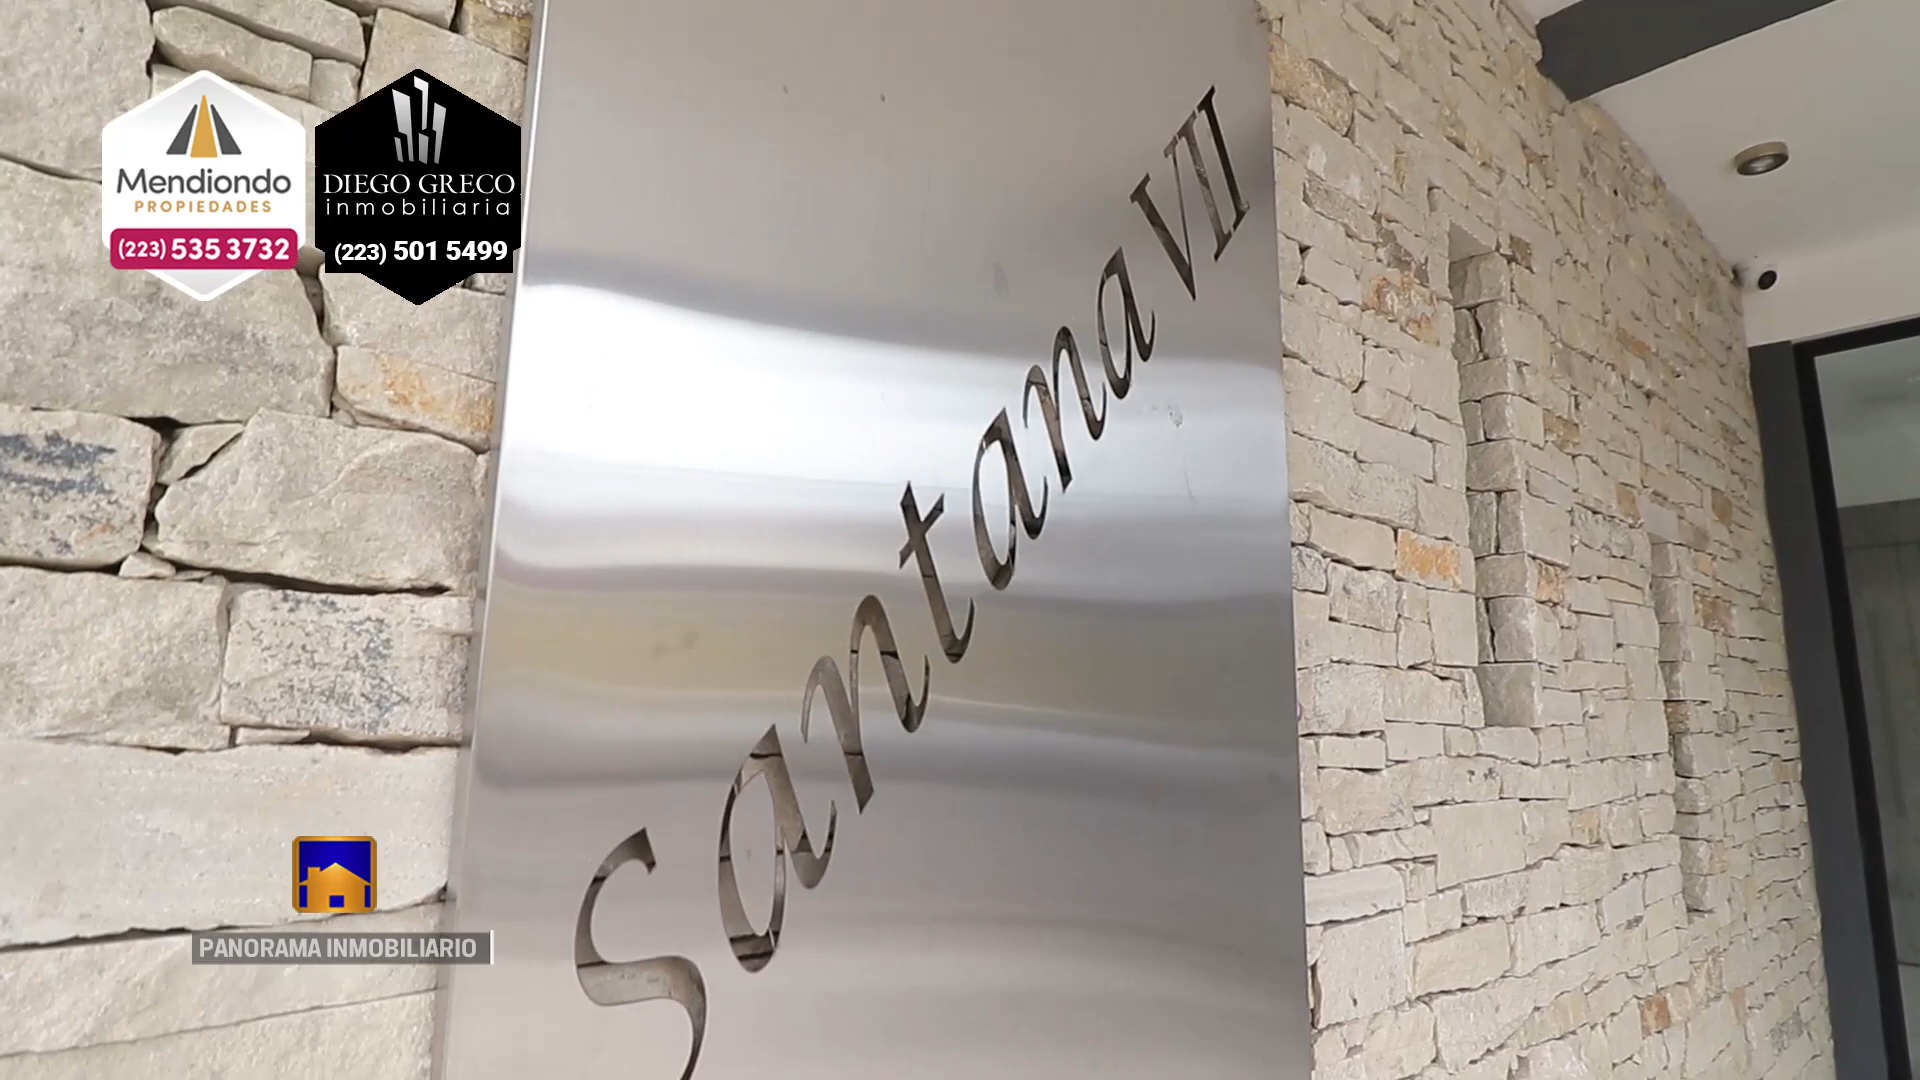 Mendiondo
PROPIEDADES
(223) 535 3732
DIEGO GRECO
inmobiliaria
(223) 501 5499
Santana VII
PANORAMA INMOBILIARIO